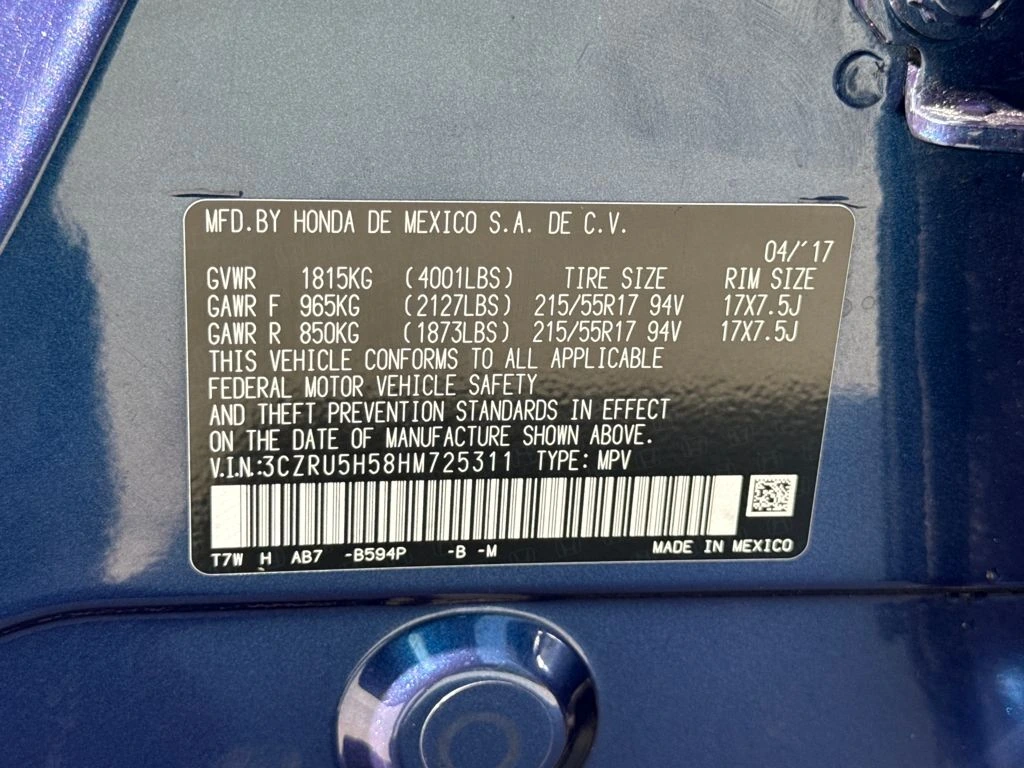 MFD.BY HONDA DE MEXICO S.A. DE C.V.
04/'17
GVWR 1815KG (4001LBS) TIRE SIZE RIM SIZE
GAWR F 965KG (2127LBS) 215/55R17 94V 17X7.5J
GAWR R 850KG (1873LBS) 215/55R17 94V 17X7.5J
THIS VEHICLE CONFORMS TO ALL APPLICABLE
FEDERAL MOTOR VEHICLE SAFETY
AND THEFT PREVENTION STANDARDS IN EFFECT
ON THE DATE OF MANUFACTURE SHOWN ABOVE.
V.I.N.:3CZRU5H58HM725311 TYPE: MPV
T7W H AB7 -B594P -B -M MADE IN MEXICO